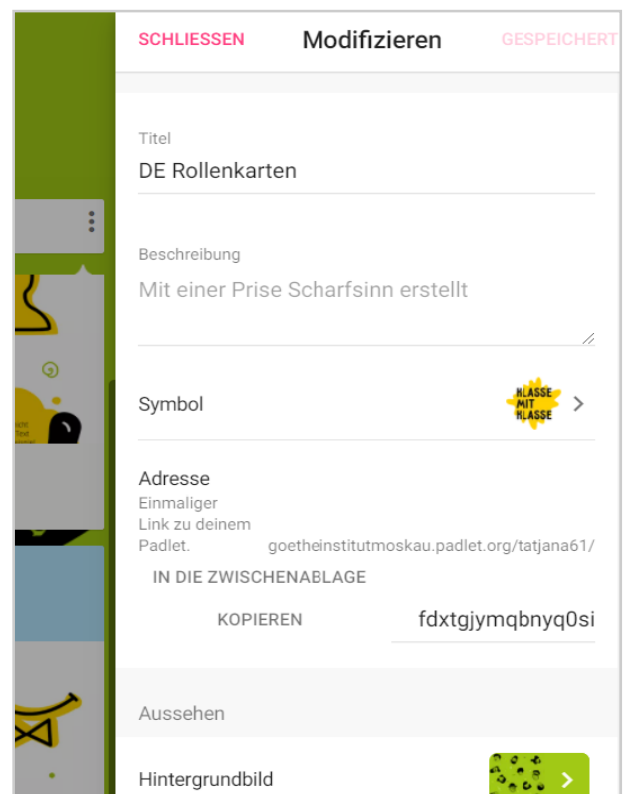 SCHLIESSEN Modifizieren GESPEICHERT
Titel
DE Rollenkarten
Beschreibung
Mit einer Prise Scharfsinn erstellt
Symbol
KLASSE
MIT
KLASSE
Adresse
Einmaliger
Link zu deinem
Padlet. goetheinstitutmoskau.padlet.org/tatjana61/
IN DIE ZWISCHENABLAGE
KOPIEREN fdxtgjymqbnyq0si
Aussehen
Hintergrundbild